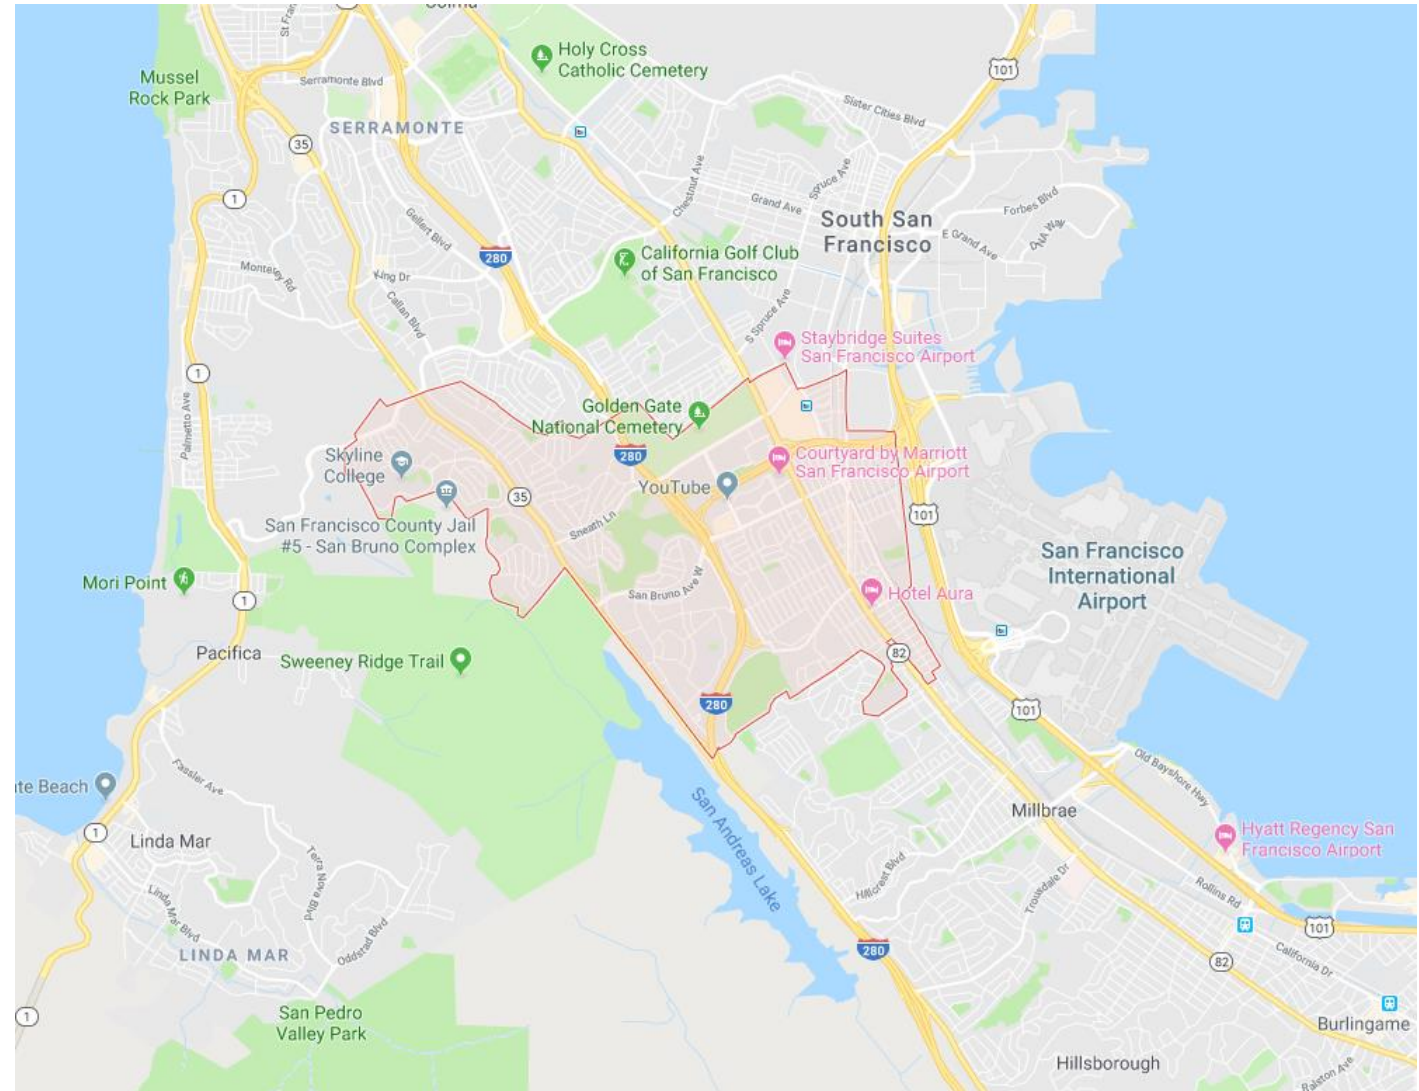 Colma
St Fran
Holy Cross
Catholic Cemetery
101
Mussel
Rock Park
Serramonte Blvd
Sister Cities Blvd
SERRAMONTE
35
Chestnut Ave
Spruce Ave
1
Grand Ave
Forbes Blvd
South San
Francisco
Gellert Blvd
E Grand Ave
DNA Way
280
California Golf Club
of San Francisco
Monterey Rd
King Dr
Callan Blvd
S Spruce Ave
Staybridge Suites
San Francisco Airport
1
Palmetto Ave
Golden Gate
National Cemetery
Skyline
College
280
Courtyard by Marriott
San Francisco Airport
YouTube
35
101
Sneath Ln
San Francisco County Jail
#5 - San Bruno Complex
San Francisco
International
Airport
Mori Point
San Bruno Ave W
Hotel Aura
1
Pacifica
Sweeney Ridge Trail
82
280
101
Fassler Ave
Old Bayshore Hwy
te Beach
San Andreas Lake
Millbrae
1
Linda Mar
Hyatt Regency San
Francisco Airport
Terra Nova Blvd
Hillcrest Blvd
Trousdale Dr
Rollins Rd
Linda Mar Blvd
Oddstad Blvd
101
LINDA MAR
280
82
California Dr
San Pedro
Valley Park
1
Burlingame
Hillsborough
Ralston Ave